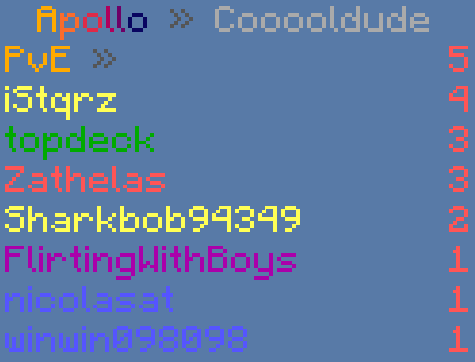 Apollo » Cooooldude
PvE » 5
iStqrz 4
topdeck 3
Zathelas 3
Sharkbob94349 2
FlirtingWithBoys 1
nicolasat 1
winwin098098 1